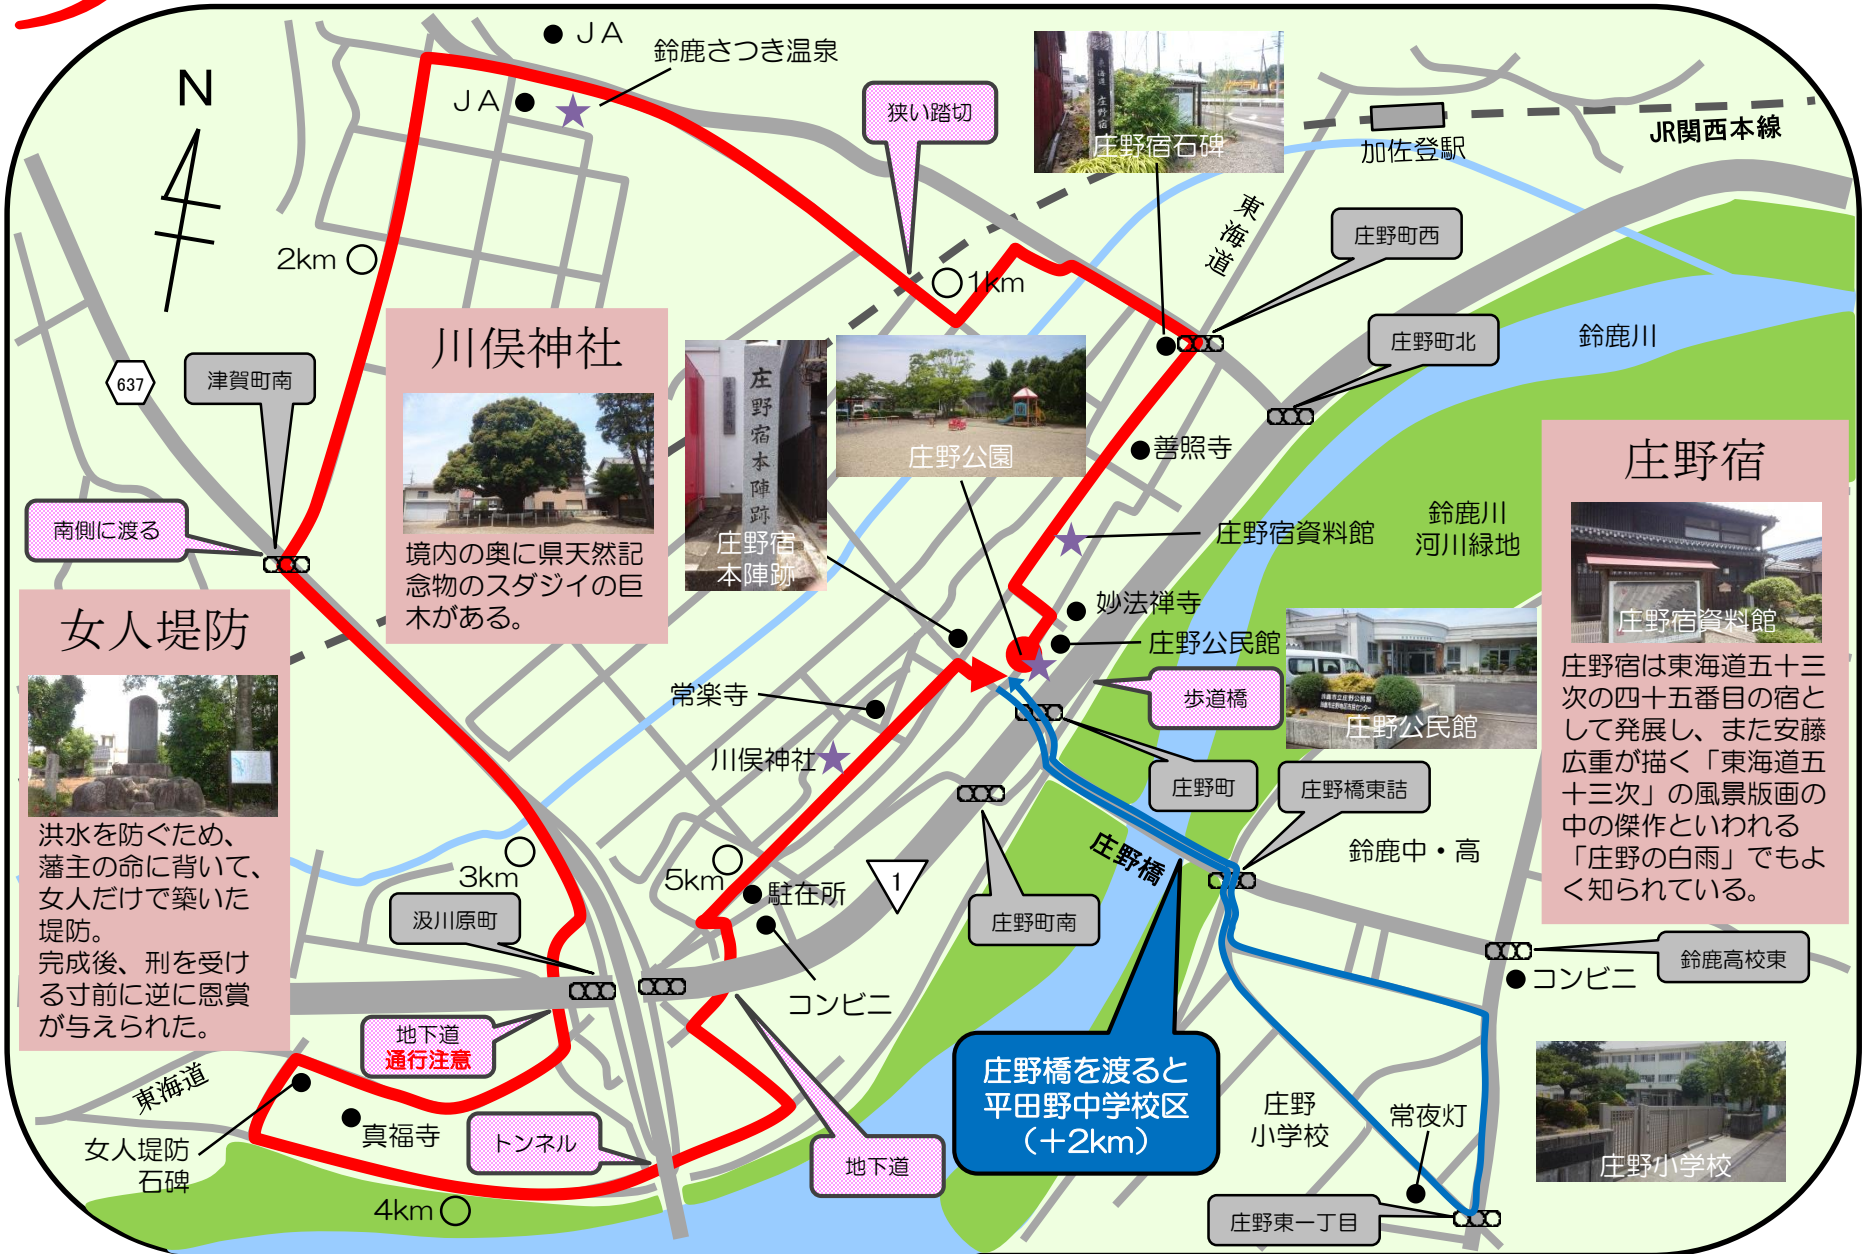 N
JA
鈴鹿さつき温泉
JA
狭い踏切
東海道 庄野宿
庄野宿石碑
加佐登駅
JR関西本線
東海道
庄野町西
2km
1km
川俣神社
境内の奥に県天然記
念物のスダジイの巨
木がある。
637
津賀町南
庄野宿本陣跡
庄野宿
本陣跡
庄野公園
庄野町北
鈴鹿川
善照寺
南側に渡る
庄野宿資料館
鈴鹿川
河川緑地
庄野宿
庄野宿資料館
庄野宿は東海道五十三
次の四十五番目の宿と
して発展し、また安藤
広重が描く「東海道五
十三次」の風景版画の
中の傑作といわれる
「庄野の白雨」でもよ
く知られている。
女人堤防
洪水を防ぐため、
藩主の命に背いて、
女人だけで築いた
堤防。
完成後、刑を受け
る寸前に逆に恩賞
が与えられた。
妙法禅寺
庄野公民館
庄野公民館
歩道橋
常楽寺
川俣神社
庄野町
庄野橋東詰
庄野橋
鈴鹿中・高
3km
5km
駐在所
1
汲川原町
庄野町南
鈴鹿高校東
コンビニ
コンビニ
地下道
通行注意
庄野橋を渡ると
平田野中学校区
（＋2km）
東海道
女人堤防
石碑
真福寺
トンネル
地下道
庄野
小学校
常夜灯
庄野小学校
4km
庄野東一丁目